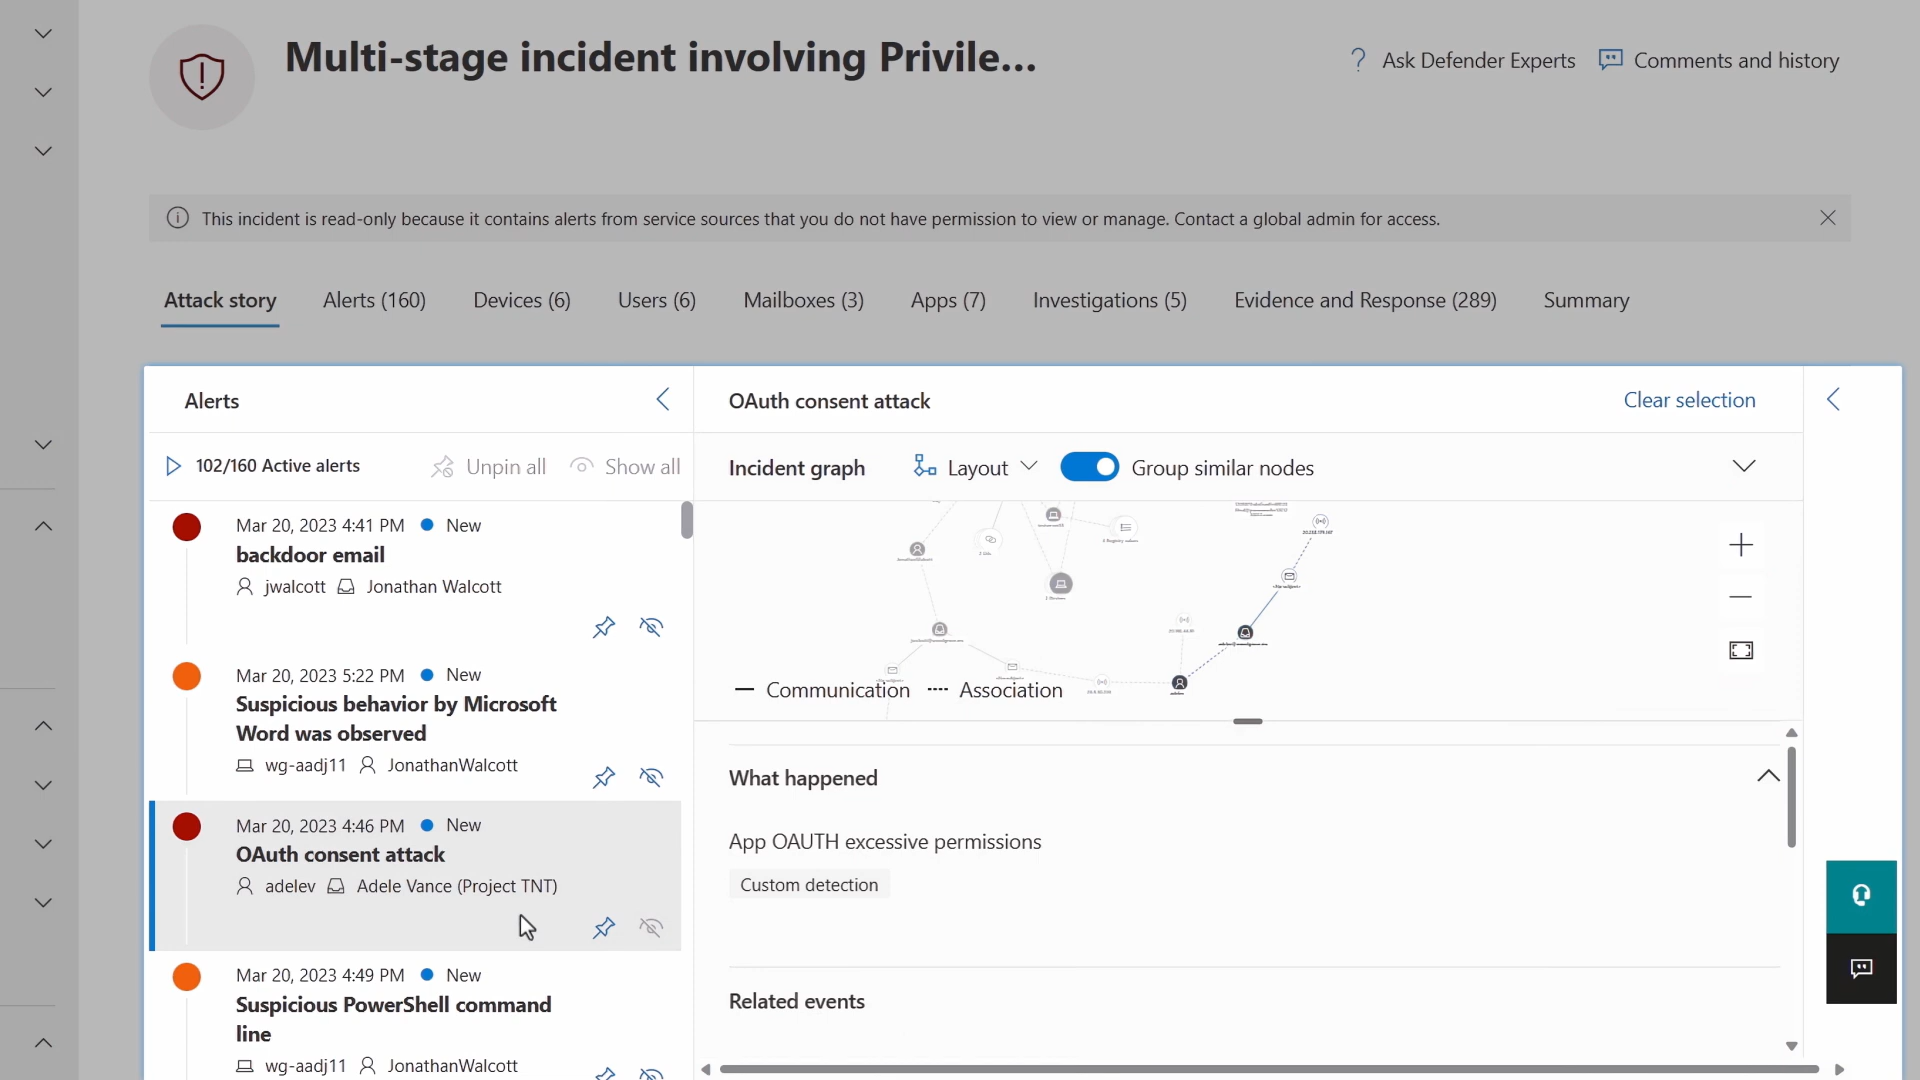 Multi-stage incident involving Privile...
Ask Defender Experts
Comments and history
This incident is read-only because it contains alerts from service sources that you do not have permission to view or manage. Contact a global admin for access.
Attack story
Alerts (160)
Devices (6)
Users (6)
Mailboxes (3)
Apps (7)
Investigations (5)
Evidence and Response (289)
Summary
Alerts
OAuth consent attack
Clear selection
102/160 Active alerts
Unpin all
Show all
Incident graph
Layout
Group similar nodes
Mar 20, 2023 4:41 PM
New
backdoor email
jwalcott
Jonathan Walcott
Mar 20, 2023 5:22 PM
New
Suspicious behavior by Microsoft
Word was observed
wg-aadj11
JonathanWalcott
Mar 20, 2023 4:46 PM
New
OAuth consent attack
adelev
Adele Vance (Project TNT)
Mar 20, 2023 4:49 PM
New
Suspicious PowerShell command
line
wg-aadj11
JonathanWalcott
Communication
Association
What happened
App OAUTH excessive permissions
Custom detection
Related events